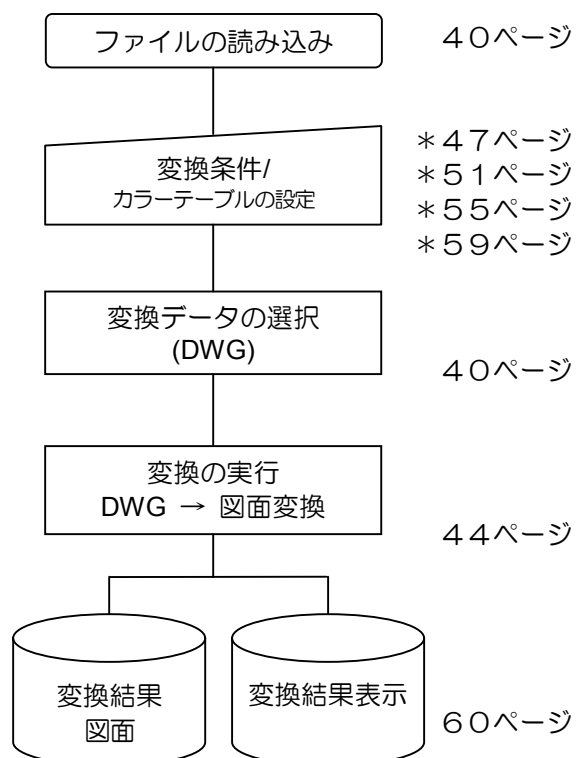 ファイルの読み込み
40ページ
変換条件/
カラーテーブルの設定
*47ページ
*51ページ
*55ページ
*59ページ
変換データの選択
(DWG)
40ページ
変換の実行
DWG → 図面変換
44ページ
変換結果
図面
変換結果表示
60ページ